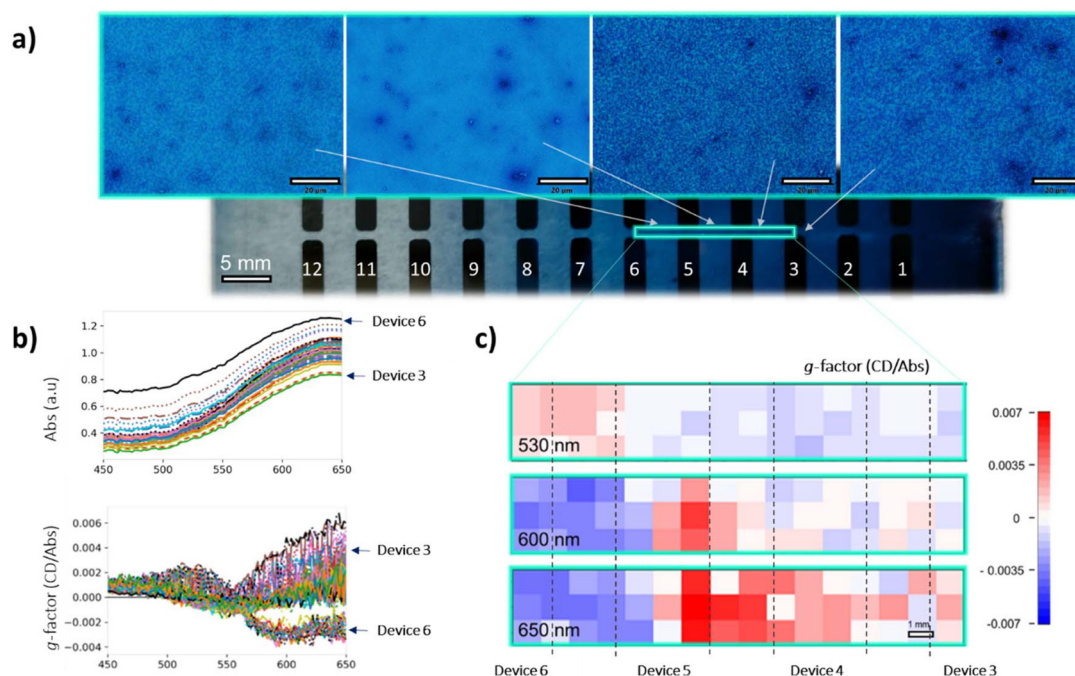 a)
20 µm
20 µm
20 µm
20 µm
5 mm
12 11 10 9 8 7 6 5 4 3 2 1
b)
Abs (a.u)
1.2
1.0
0.8
0.6
0.4
450 500 550 600 650
Device 6
Device 3
g-factor (CD/Abs)
0.006
0.004
0.002
0.000
-0.002
-0.004
450 500 550 600 650
Device 3
Device 6
c)
g-factor (CD/Abs)
530 nm
600 nm
650 nm
1 mm
0.007
0.0035
0
-0.0035
-0.007
Device 6 Device 5 Device 4 Device 3